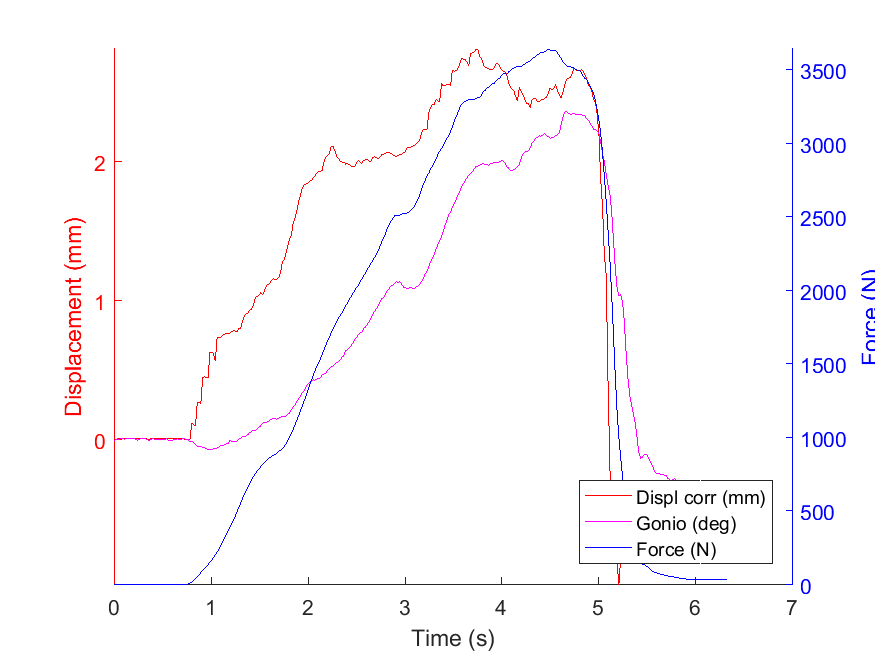 2
1
0
Displacement (mm)
3500
3000
2500
2000
1500
1000
500
0
Force (N)
Displ corr (mm)
Gonio (deg)
Force (N)
0 1 2 3 4 5 6 7
Time (s)